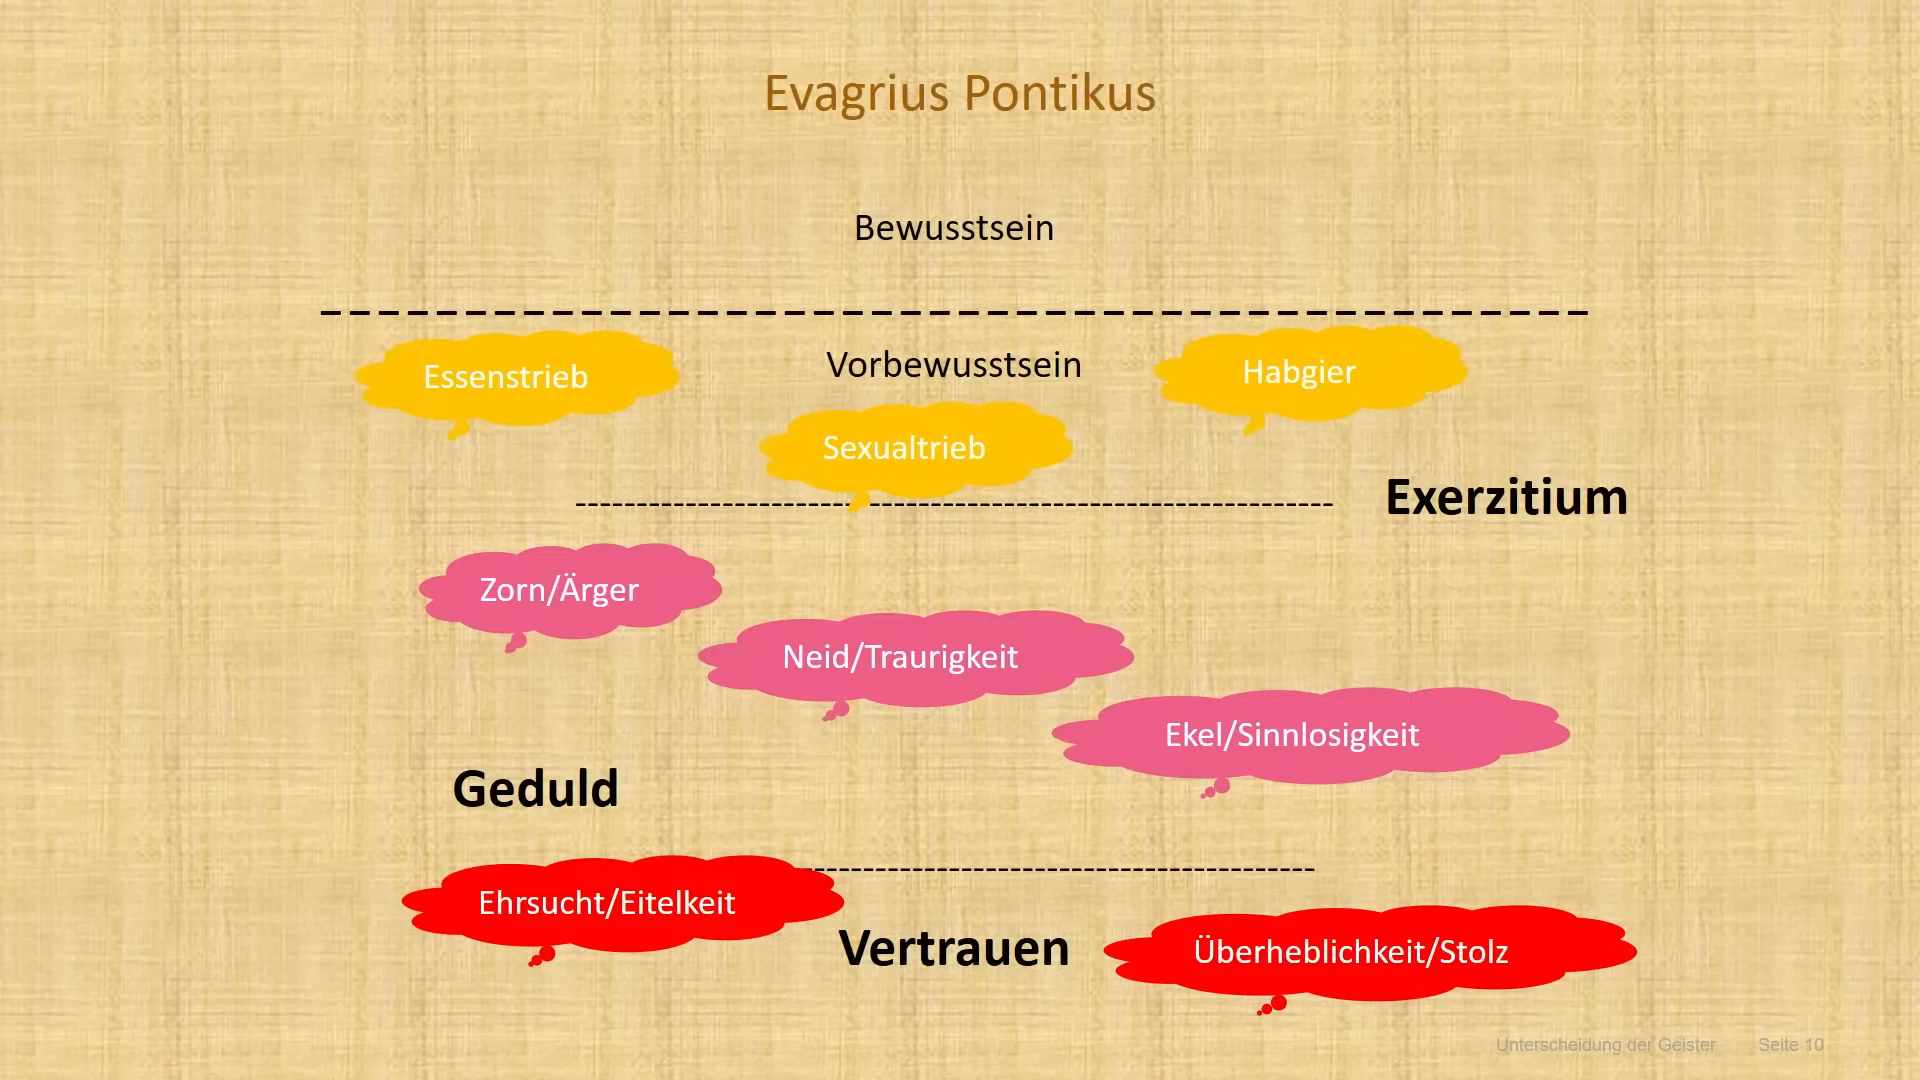 Evagrius Pontikus
Bewusstsein
Essenstrieb
Vorbewusstsein
Habgier
Sexualtrieb
Exerzitium
Zorn/Ärger
Neid/Traurigkeit
Ekel/Sinnlosigkeit
Geduld
Ehrsucht/Eitelkeit
Vertrauen
Überheblichkeit/Stolz
Unterscheidung der Geister Seite 10